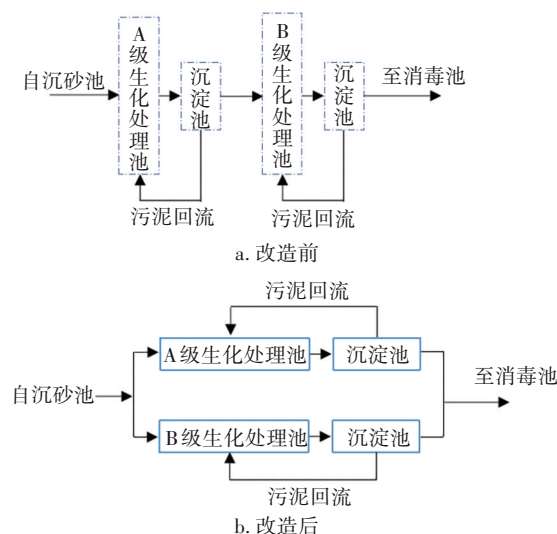 自沉砂池
A级生化处理池
沉淀池
B级生化处理池
沉淀池
至消毒池
污泥回流
污泥回流
a. 改造前
污泥回流
A级生化处理池
沉淀池
自沉砂池
至消毒池
B级生化处理池
沉淀池
污泥回流
b. 改造后